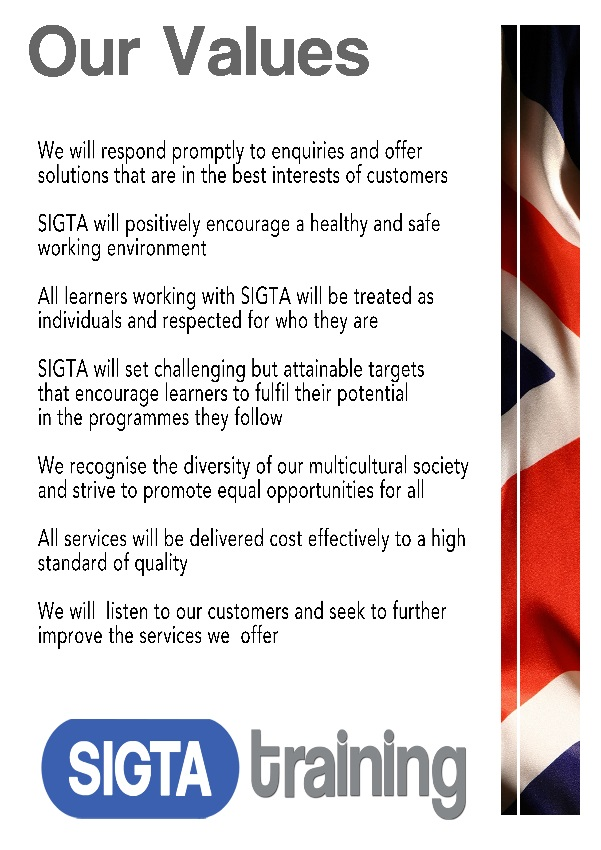 Our Values
We will respond promptly to enquiries and offer
solutions that are in the best interests of customers
SIGTA will positively encourage a healthy and safe
working environment
All learners working with SIGTA will be treated as
individuals and respected for who they are
SIGTA will set challenging but attainable targets
that encourage learners to fulfil their potential
in the programmes they follow
We recognise the diversity of our multicultural society
and strive to promote equal opportunities for all
All services will be delivered cost effectively to a high
standard of quality
We will listen to our customers and seek to further
improve the services we offer
SIGTA training